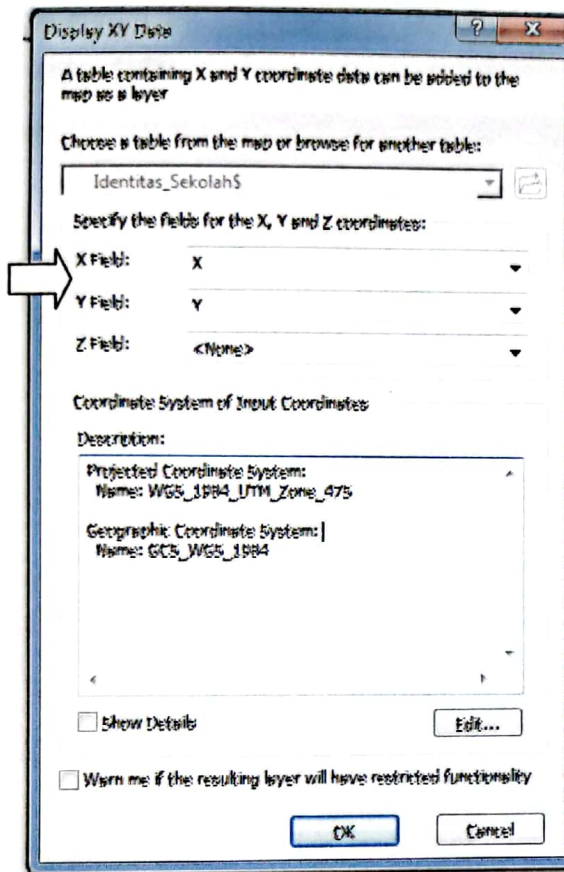 Display XY Data
?
X
A table containing X and Y coordinate data can be added to the
map as a layer
Choose a table from the map or browse for another table:
Identitas_Sekolah$
Specify the fields for the X, Y and Z coordinates:
X Field: X
Y Field: Y
Z Field: <None>
Coordinate System of Input Coordinates
Description:
Projected Coordinate System:
Name: WGS_1984_UTM_Zone_47S
Geographic Coordinate System:
Name: GCS_WGS_1984
Show Details
Edit...
Warn me if the resulting layer will have restricted functionality
OK
Cancel